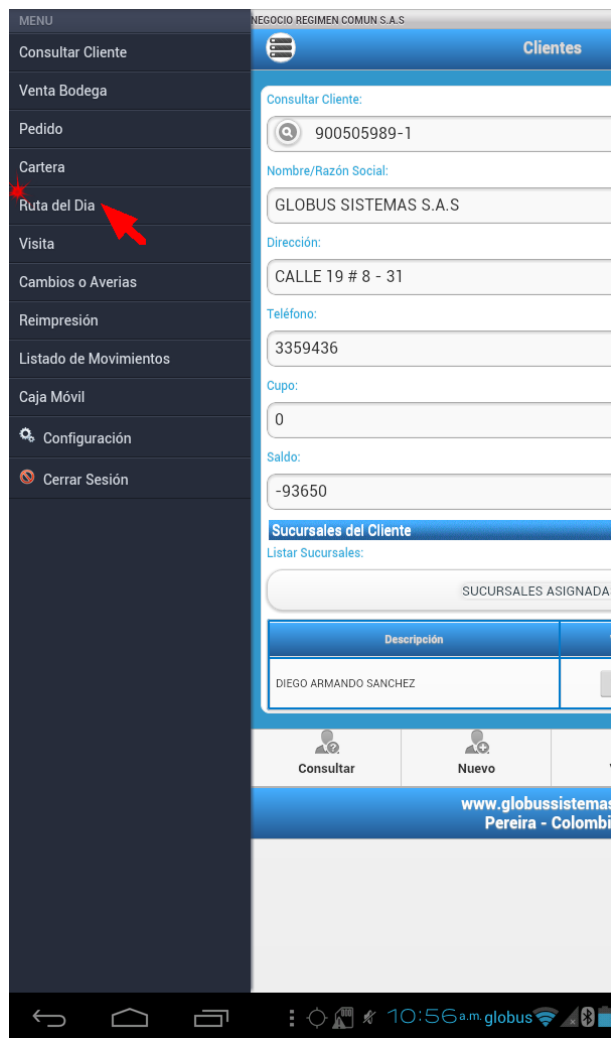 MENU
Consultar Cliente
Venta Bodega
Pedido
Cartera
Ruta del Dia
Visita
Cambios o Averias
Reimpresión
Listado de Movimientos
Caja Móvil
Configuración
Cerrar Sesión
NEGOCIO REGIMEN COMUN S.A.S
Clientes
Consultar Cliente:
900505989-1
Nombre/Razón Social:
GLOBUS SISTEMAS S.A.S
Dirección:
CALLE 19 # 8 - 31
Teléfono:
3359436
Cupo:
0
Saldo:
-93650
Sucursales del Cliente
Listar Sucursales:
SUCURSALES ASIGNADA
Descripción
DIEGO ARMANDO SANCHEZ
Consultar Nuevo
www.globussistemas
Pereira - Colombi
10:56 a.m. globus